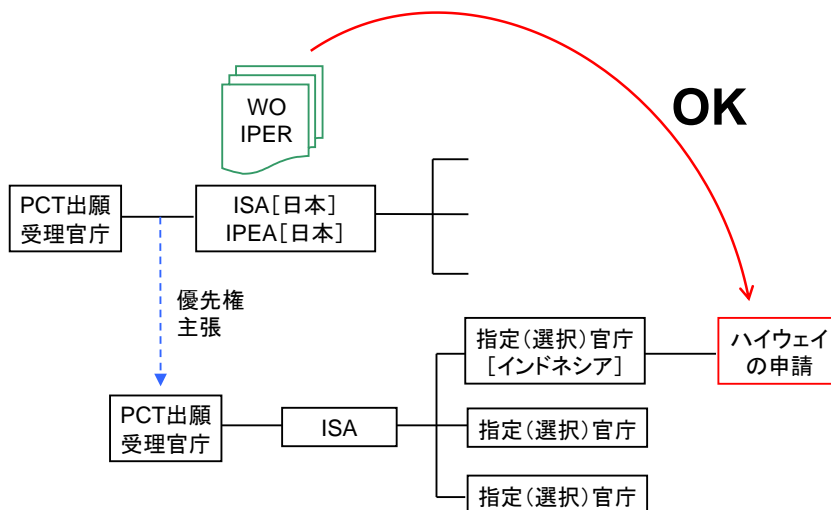 WO
IPER
OK
PCT出願
受理官庁
ISA[日本]
IPEA[日本]
優先権
主張
指定(選択)官庁
[インドネシア]
ハイウェイ
の申請
PCT出願
受理官庁
ISA
指定(選択)官庁
指定(選択)官庁